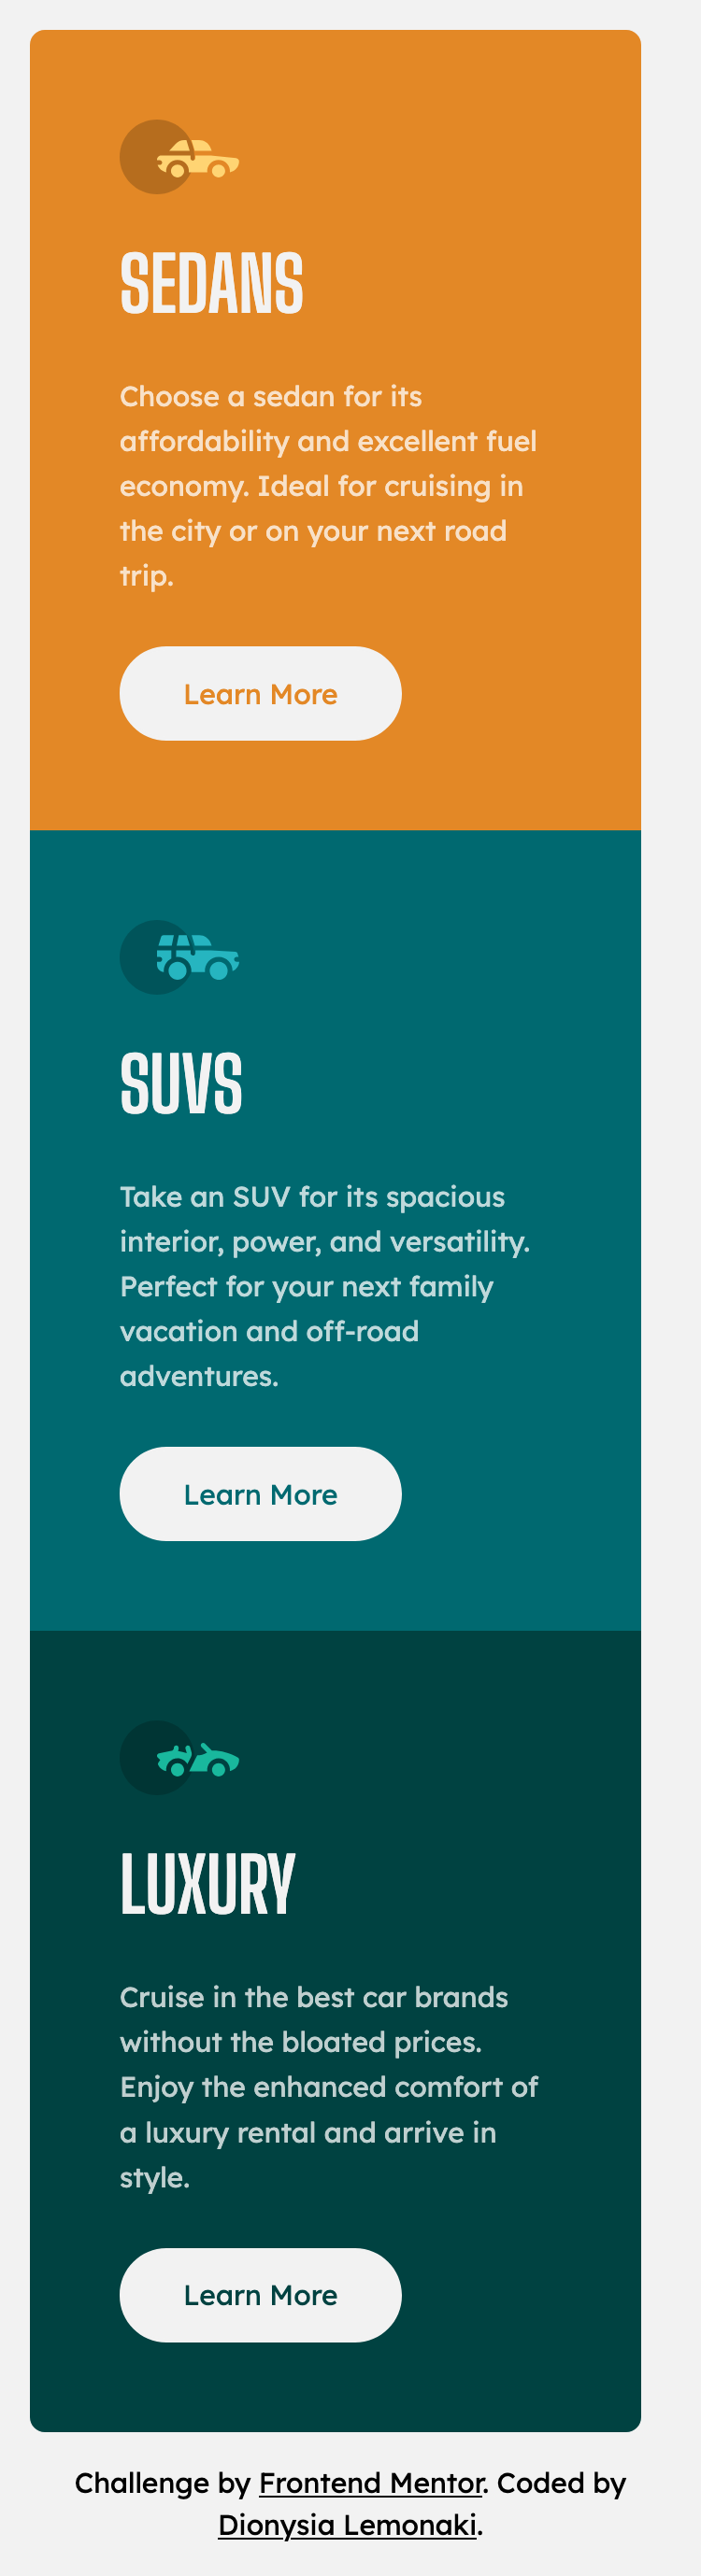 SEDANS
Choose a sedan for its
affordability and excellent fuel
economy. Ideal for cruising in
the city or on your next road
trip.
Learn More
SUVS
Take an SUV for its spacious
interior, power, and versatility.
Perfect for your next family
vacation and off-road
adventures.
Learn More
LUXURY
Cruise in the best car brands
without the bloated prices.
Enjoy the enhanced comfort of
a luxury rental and arrive in
style.
Learn More
Challenge by Frontend Mentor. Coded by
Dionysia Lemonaki.